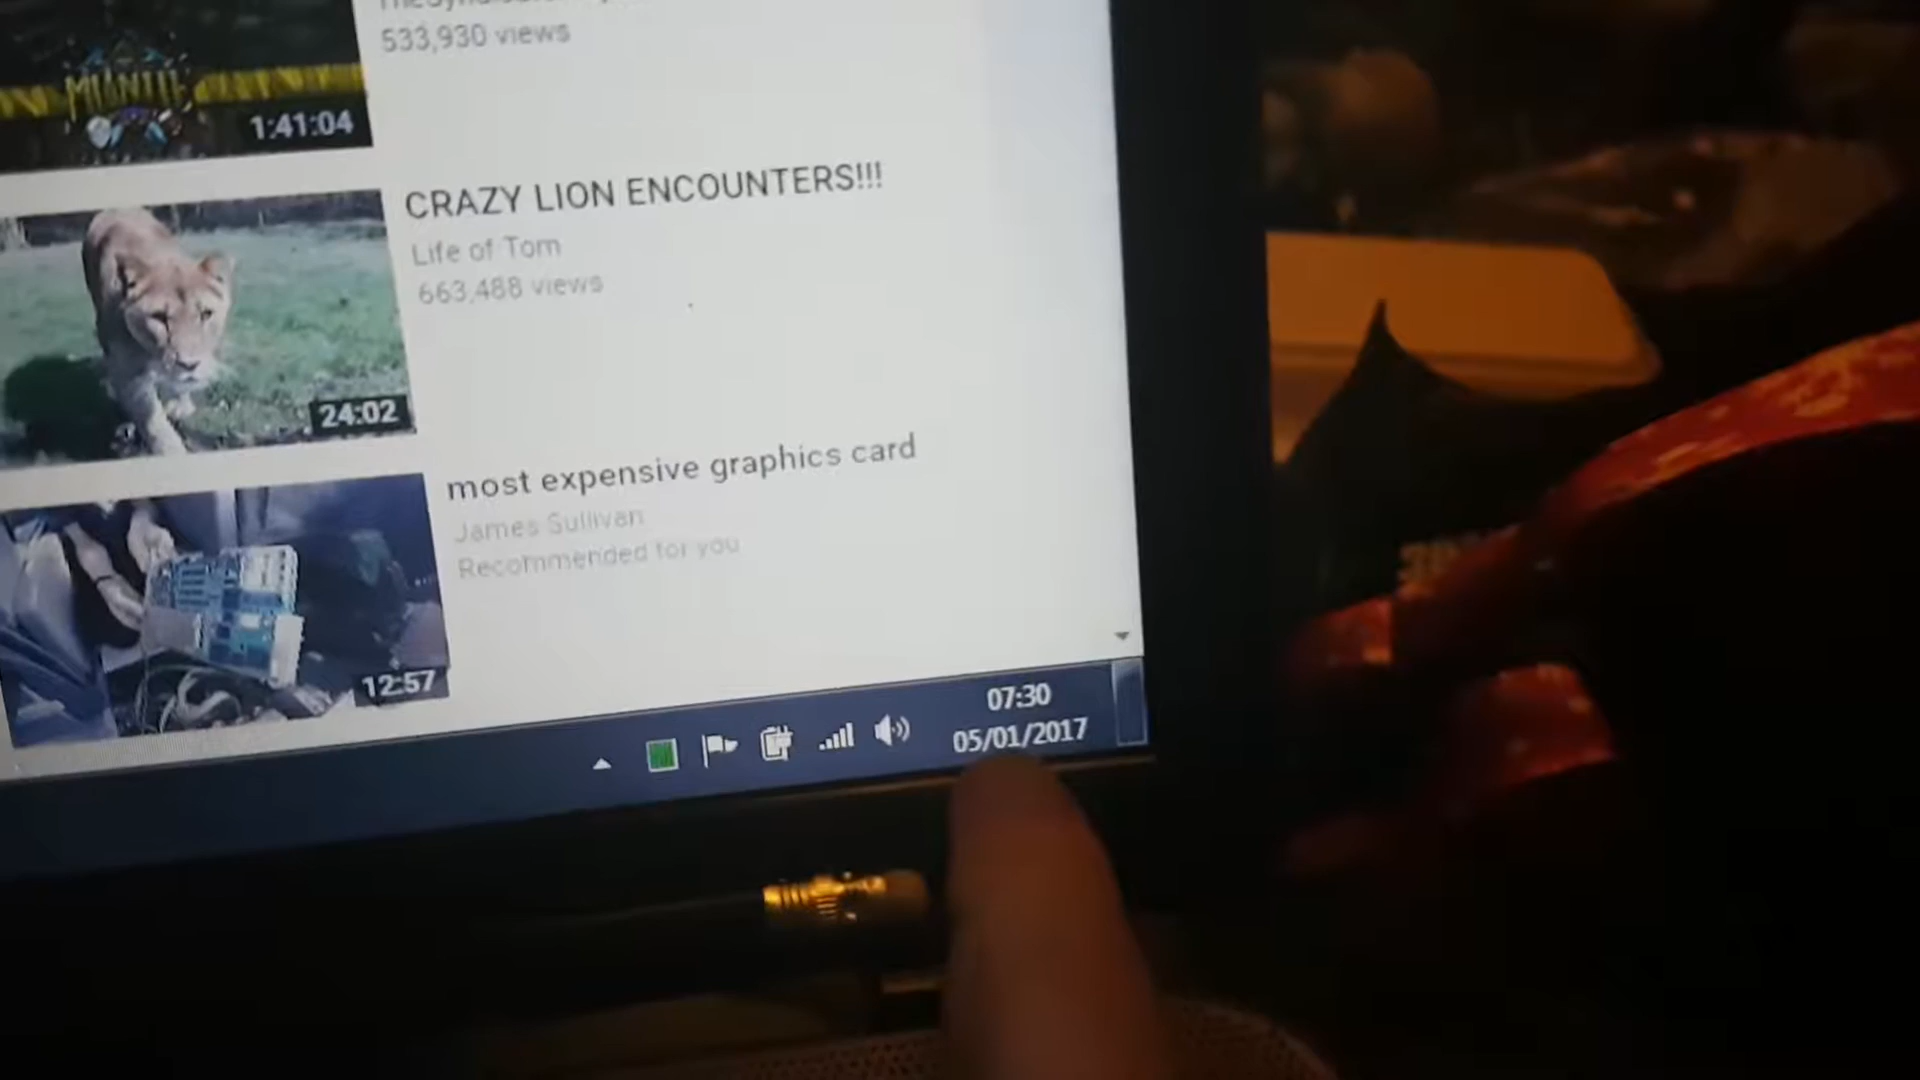 533,930 views
1:41:04
CRAZY LION ENCOUNTERS!!!
Life of Tom
663,488 views
24:02
most expensive graphics card
James Sullivan
Recommended for you
12:57
07:30
05/01/2017